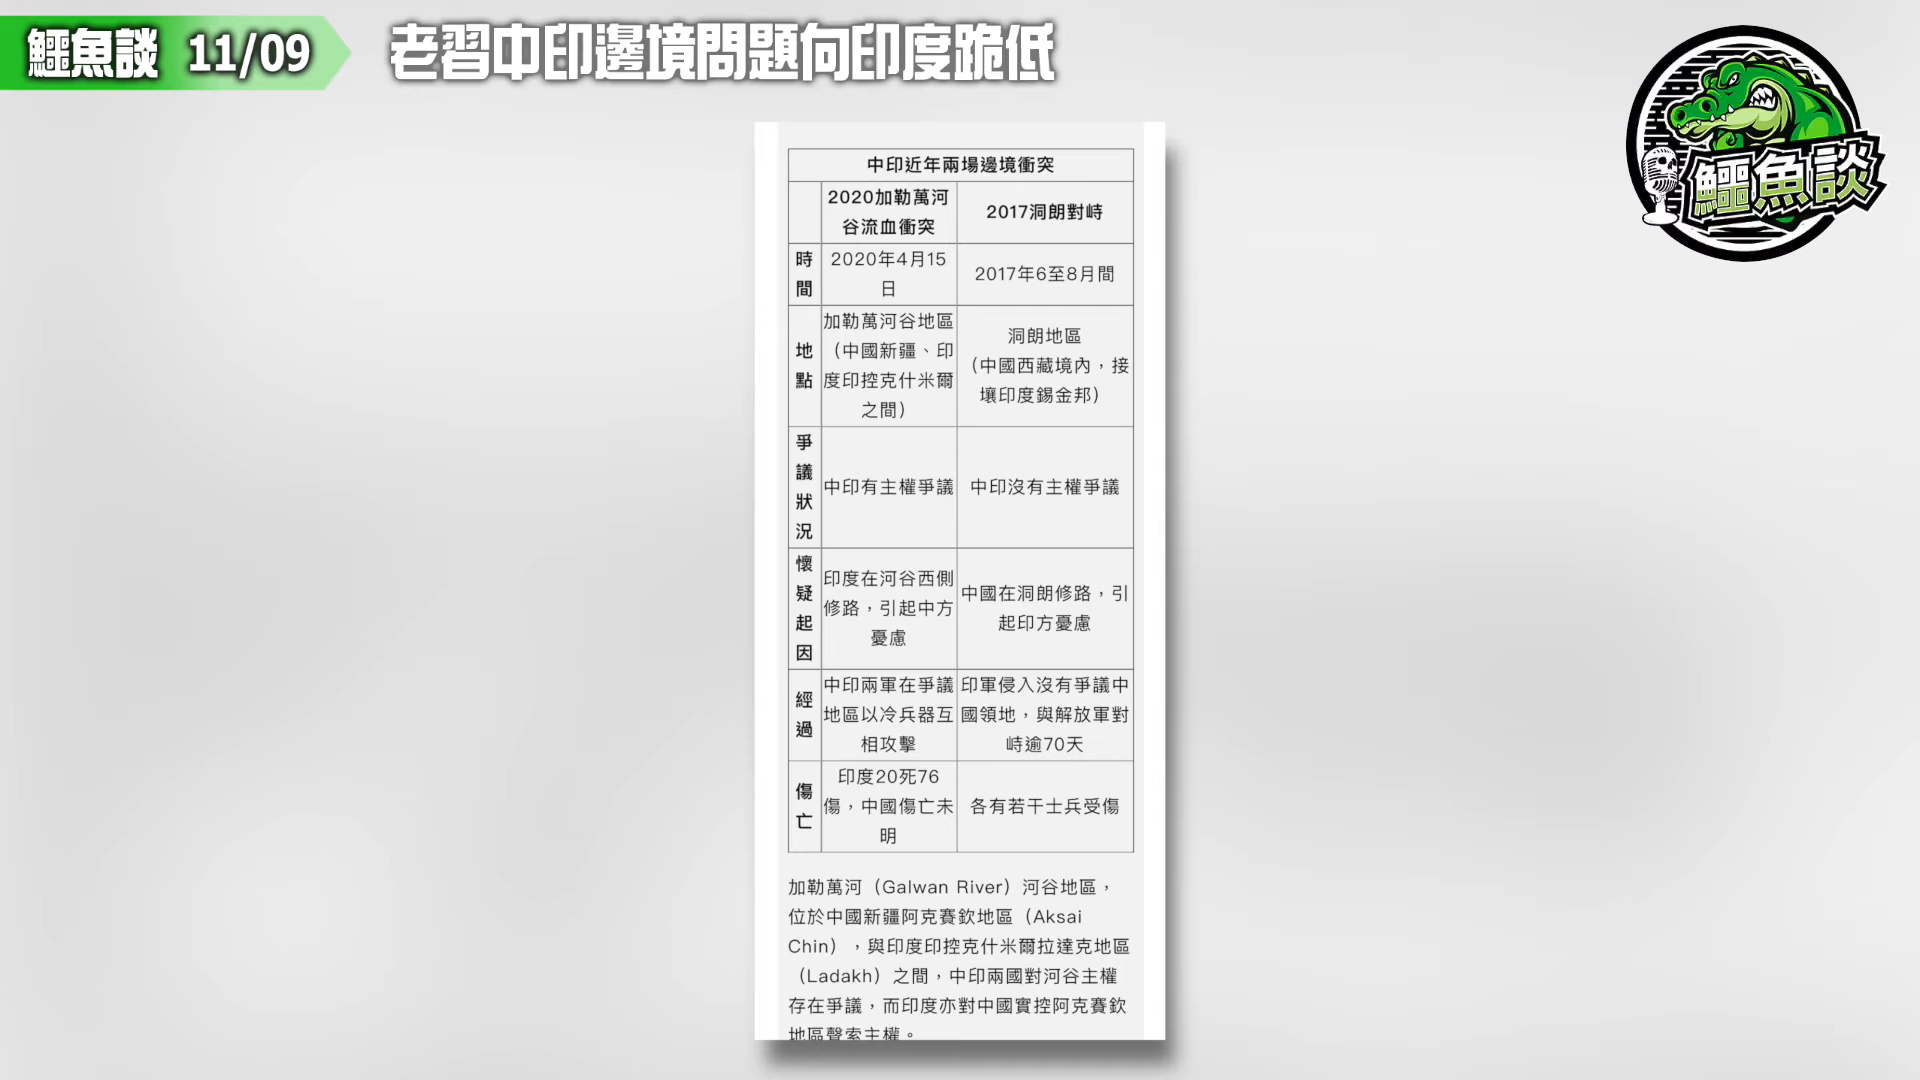 鱷魚談 11/09 老習中印邊境問題向印度跪低
鱷魚談
中印近年兩場邊境衝突
2020加勒萬河
谷流血衝突
2017洞朗對峙
時
間
2020年4月15
日
2017年6至8月間
地
點
加勒萬河谷地區
（中國新疆、印
度印控克什米爾
之間）
洞朗地區
（中國西藏境內，接
壤印度錫金邦）
爭
議
狀
況
中印有主權爭議
中印沒有主權爭議
懷
疑
起
因
印度在河谷西側
修路，引起中方
憂慮
中國在洞朗修路，引
起印方憂慮
經
過
中印兩軍在爭議
地區以冷兵器互
相攻擊
印軍侵入沒有爭議中
國領地，與解放軍對
峙逾70天
傷
亡
印度20死76
傷，中國傷亡未
明
各有若干士兵受傷
加勒萬河（Galwan River）河谷地區，
位於中國新疆阿克賽欽地區（Aksai
Chin），與印度印控克什米爾拉達克地區
（Ladakh）之間，中印兩國對河谷主權
存在爭議，而印度亦對中國實控阿克賽欽
地區聲索主權。